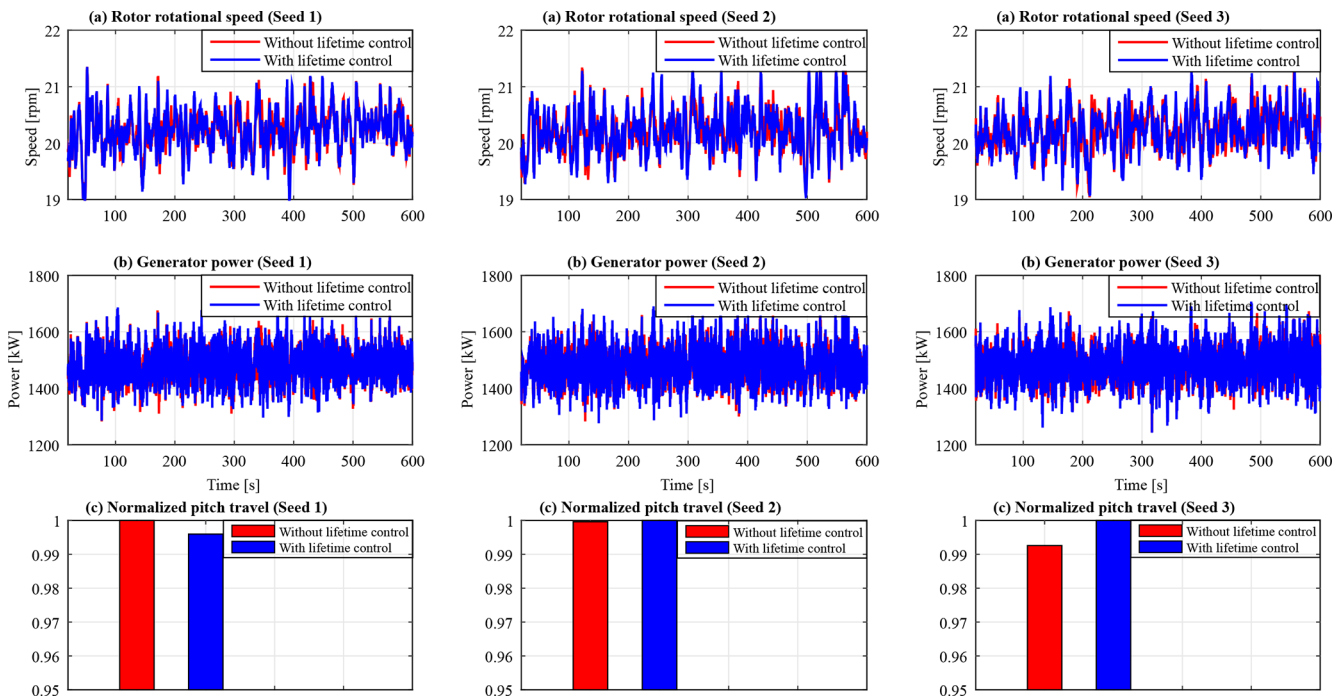 (a) Rotor rotational speed (Seed 1)
22
21
20
19
Speed [rpm]
100 200 300 400 500 600
Without lifetime control
With lifetime control
(a) Rotor rotational speed (Seed 2)
22
21
20
19
Speed [rpm]
100 200 300 400 500 600
Without lifetime control
With lifetime control
(a) Rotor rotational speed (Seed 3)
22
21
20
19
Speed [rpm]
100 200 300 400 500 600
Without lifetime control
With lifetime control
(b) Generator power (Seed 1)
1800
1600
1400
1200
Power [kW]
100 200 300 400 500 600
Time [s]
Without lifetime control
With lifetime control
(b) Generator power (Seed 2)
1800
1600
1400
1200
Power [kW]
100 200 300 400 500 600
Time [s]
Without lifetime control
With lifetime control
(b) Generator power (Seed 3)
1800
1600
1400
1200
Power [kW]
100 200 300 400 500 600
Time [s]
Without lifetime control
With lifetime control
(c) Normalized pitch travel (Seed 1)
1
0.99
0.98
0.97
0.96
0.95
Without lifetime control
With lifetime control
(c) Normalized pitch travel (Seed 2)
1
0.99
0.98
0.97
0.96
0.95
Without lifetime control
With lifetime control
(c) Normalized pitch travel (Seed 3)
1
0.99
0.98
0.97
0.96
0.95
Without lifetime control
With lifetime control